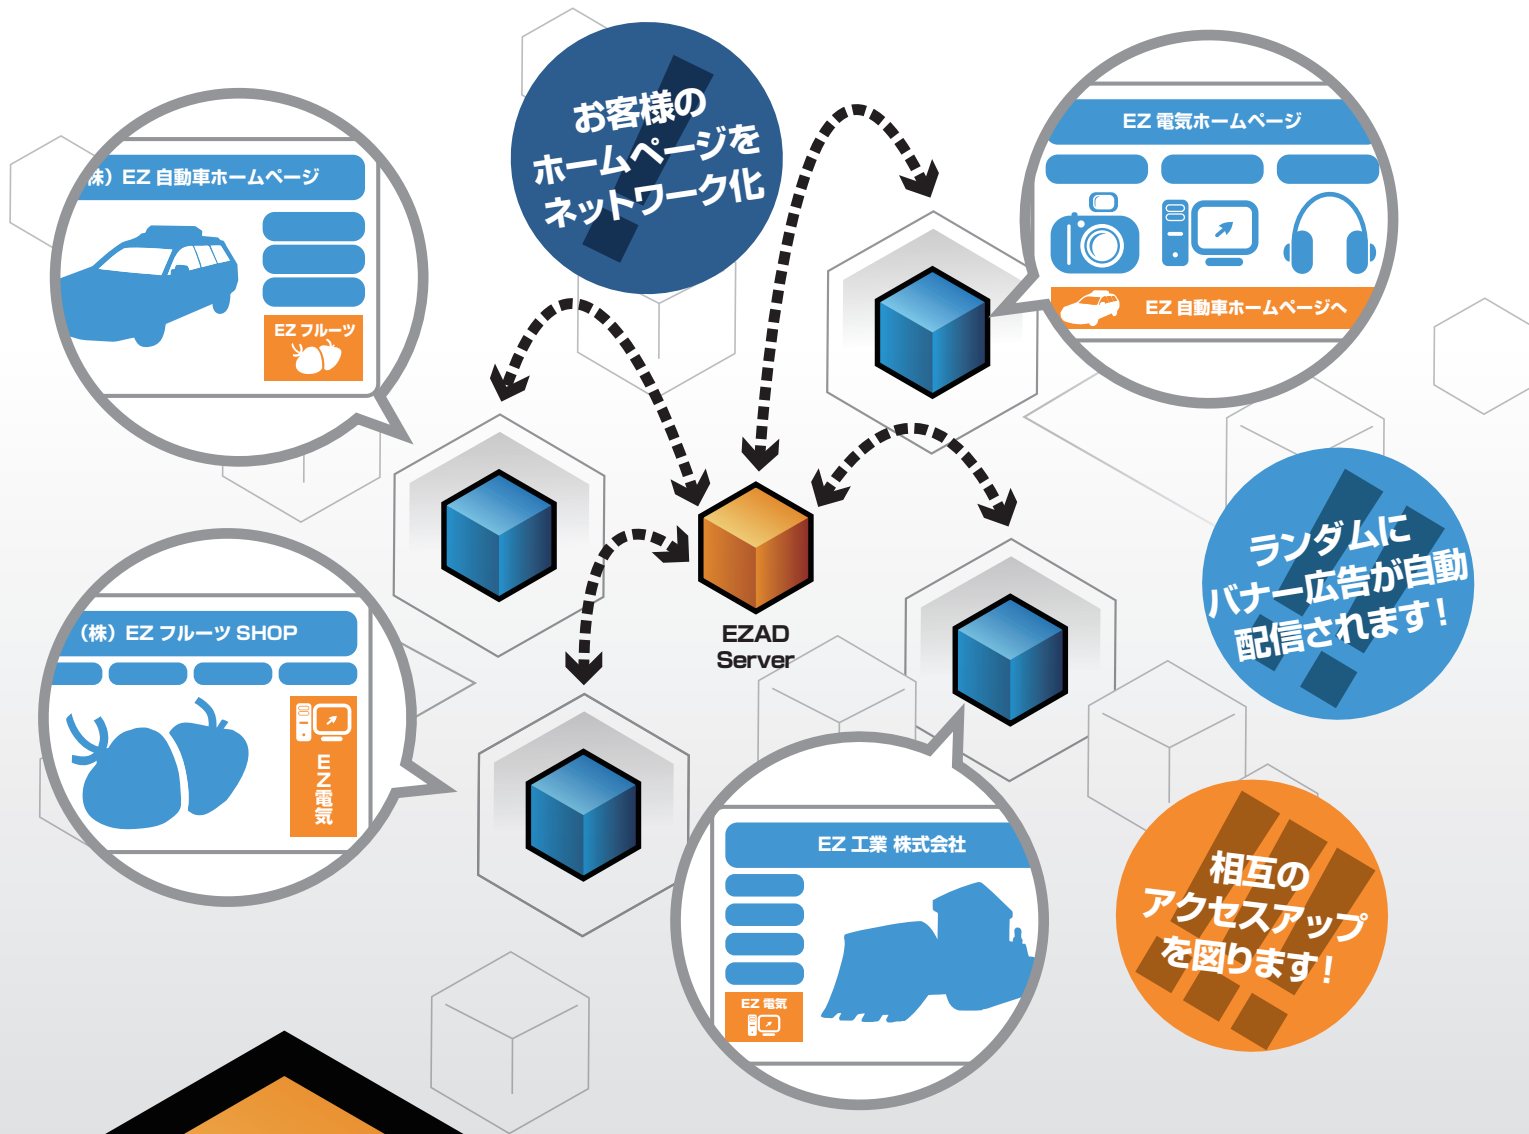 お客様の
ホームページを
ネットワーク化
(株)EZ 自動車ホームページ
EZ フルーツ
EZ 電気ホームページ
EZ 自動車ホームページへ
ランダムに
バナー広告が自動
配信されます!
EZAD
Server
(株)EZ フルーツ SHOP
EZ電気
EZ 工業 株式会社
EZ 電気
相互の
アクセスアップ
を図ります!